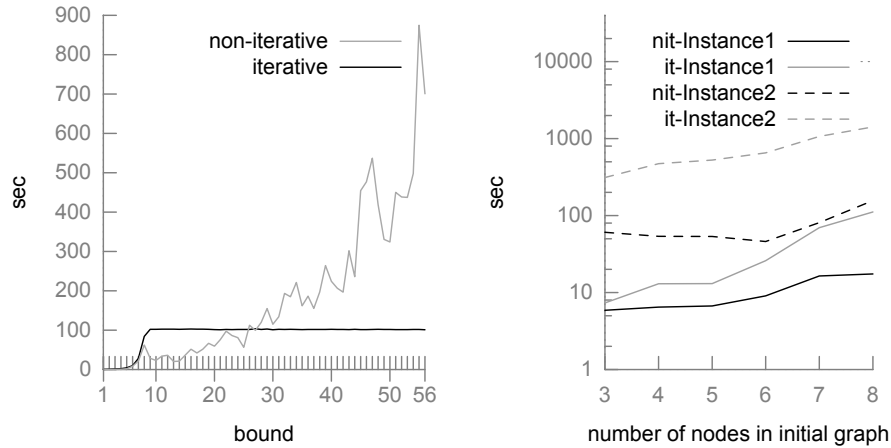 900
800
700
600
500
400
300
200
100
0
sec
1
10
20
30
40
50
56
bound
non-iterative
iterative
10000
1000
100
10
1
sec
3
4
5
6
7
8
number of nodes in initial graph
nit-Instance1
it-Instance1
nit-Instance2
it-Instance2